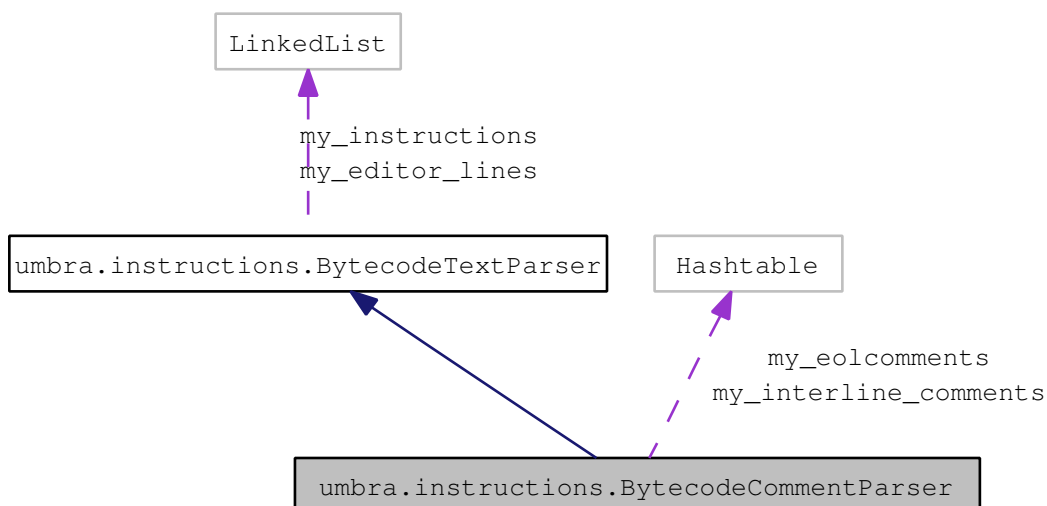 LinkedList
my_instructions
my_editor_lines
umbra.instructions.BytecodeTextParser
Hashtable
my_eolcomments
my_interline_comments
umbra.instructions.BytecodeCommentParser